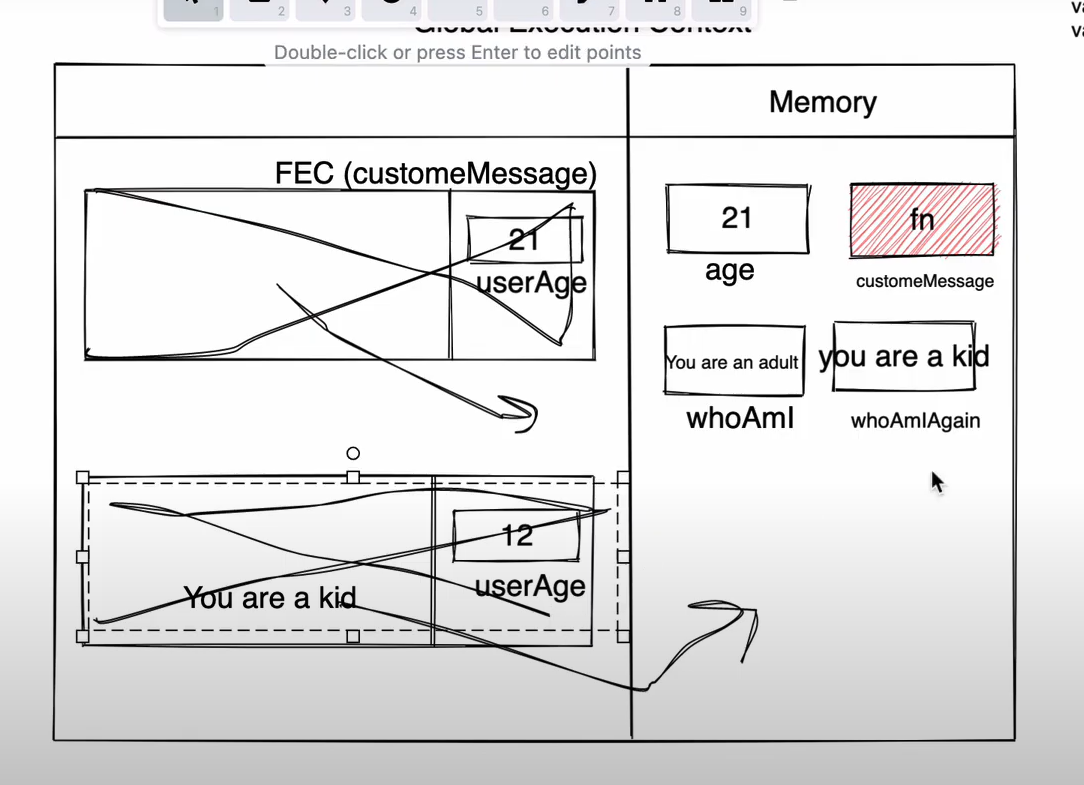 1 2 3 4 5 6 7 8 9
Global Execution Context
Double-click or press Enter to edit points
Memory
FEC (customeMessage)
21
userAge
21
age
fn
customeMessage
You are an adult
whoAmI
you are a kid
whoAmIAgain
12
userAge
You are a kid